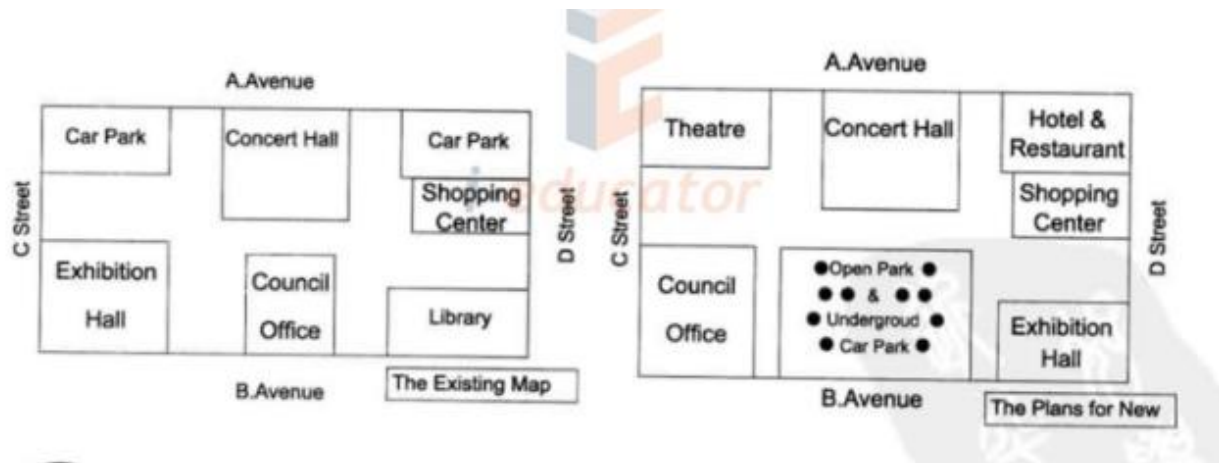 A.Avenue
Car Park
Concert Hall
Car Park
Shopping
Center
C Street
D Street
Exhibition
Hall
Council
Office
Library
B.Avenue
The Existing Map
A.Avenue
Theatre
Concert Hall
Hotel &
Restaurant
Shopping
Center
C Street
D Street
Council
Office
Open Park
&
Undergroud
Car Park
Exhibition
Hall
B.Avenue
The Plans for New
educator